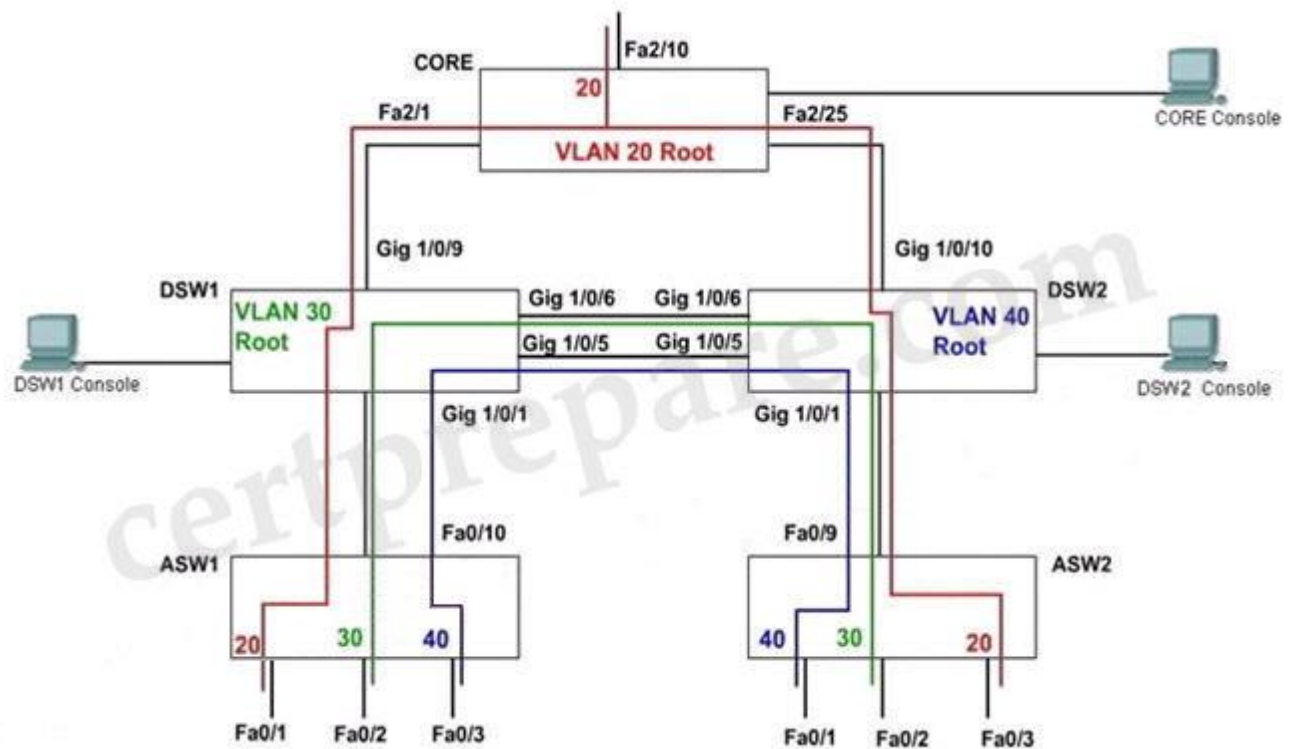 Fa2/10
CORE
20
Fa2/1
Fa2/25
CORE Console
VLAN 20 Root
Gig 1/0/9
Gig 1/0/10
DSW1
Gig 1/0/6
Gig 1/0/6
DSW2
VLAN 30
Root
VLAN 40
Root
Gig 1/0/5
Gig 1/0/5
DSW1 Console
DSW2 Console
Gig 1/0/1
Gig 1/0/1
certprepare.com
Fa0/10
Fa0/9
ASW1
ASW2
20
30
40
40
30
20
Fa0/1
Fa0/2
Fa0/3
Fa0/1
Fa0/2
Fa0/3